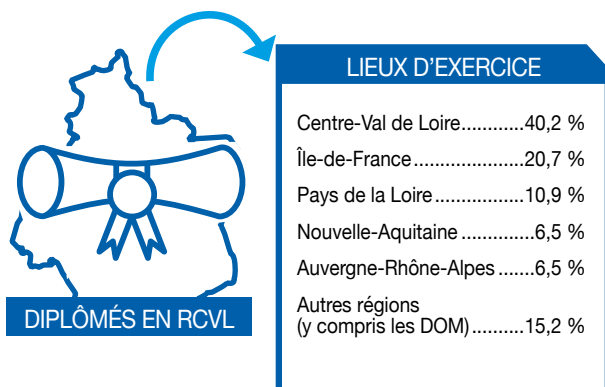 LIEUX D'EXERCICE
Centre-Val de Loire............40,2 %
Île-de-France.....................20,7 %
Pays de la Loire.................10,9 %
Nouvelle-Aquitaine..............6,5 %
Auvergne-Rhône-Alpes.......6,5 %
Autres régions
(y compris les DOM)..........15,2 %
DIPLÔMÉS EN RCVL